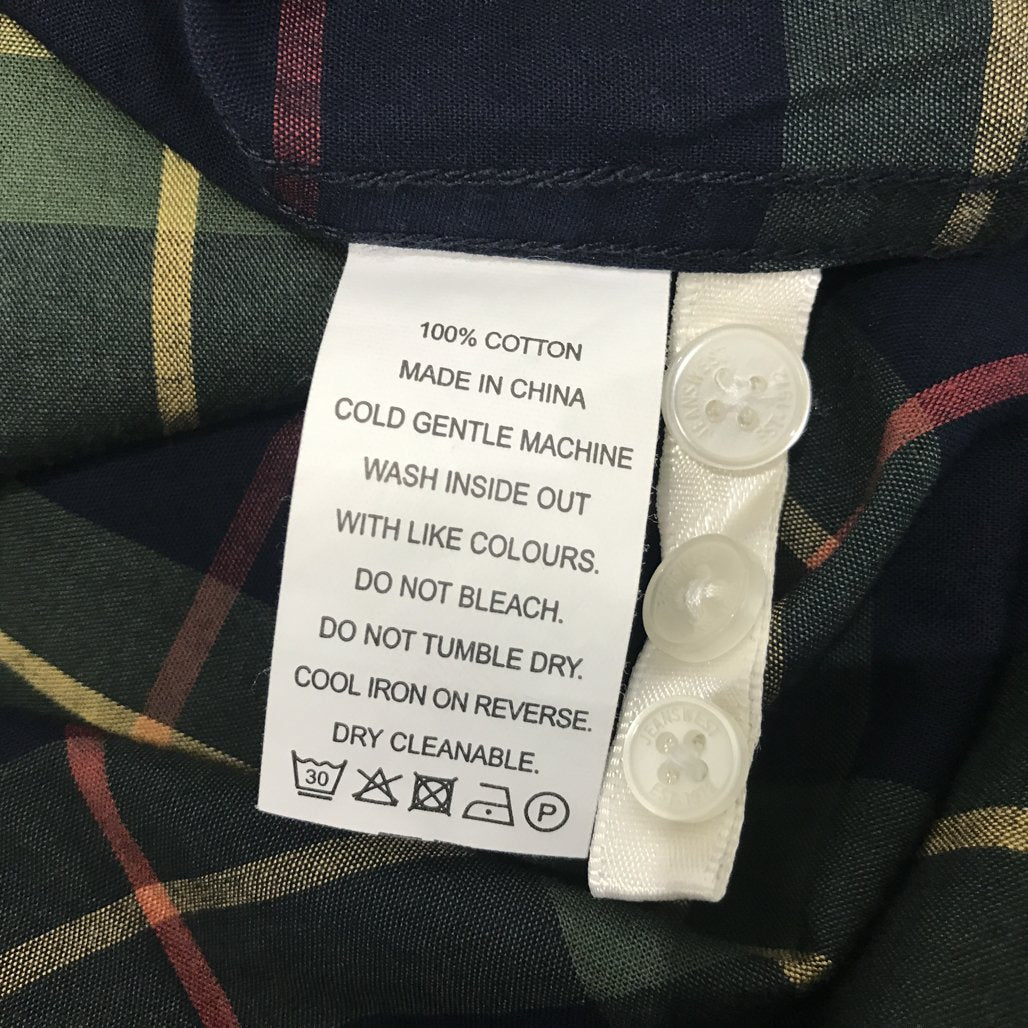 100% COTTON
MADE IN CHINA
COLD GENTLE MACHINE
WASH INSIDE OUT
WITH LIKE COLOURS.
DO NOT BLEACH.
DO NOT TUMBLE DRY.
COOL IRON ON REVERSE.
DRY CLEANABLE.
30
P
JEANSWEST